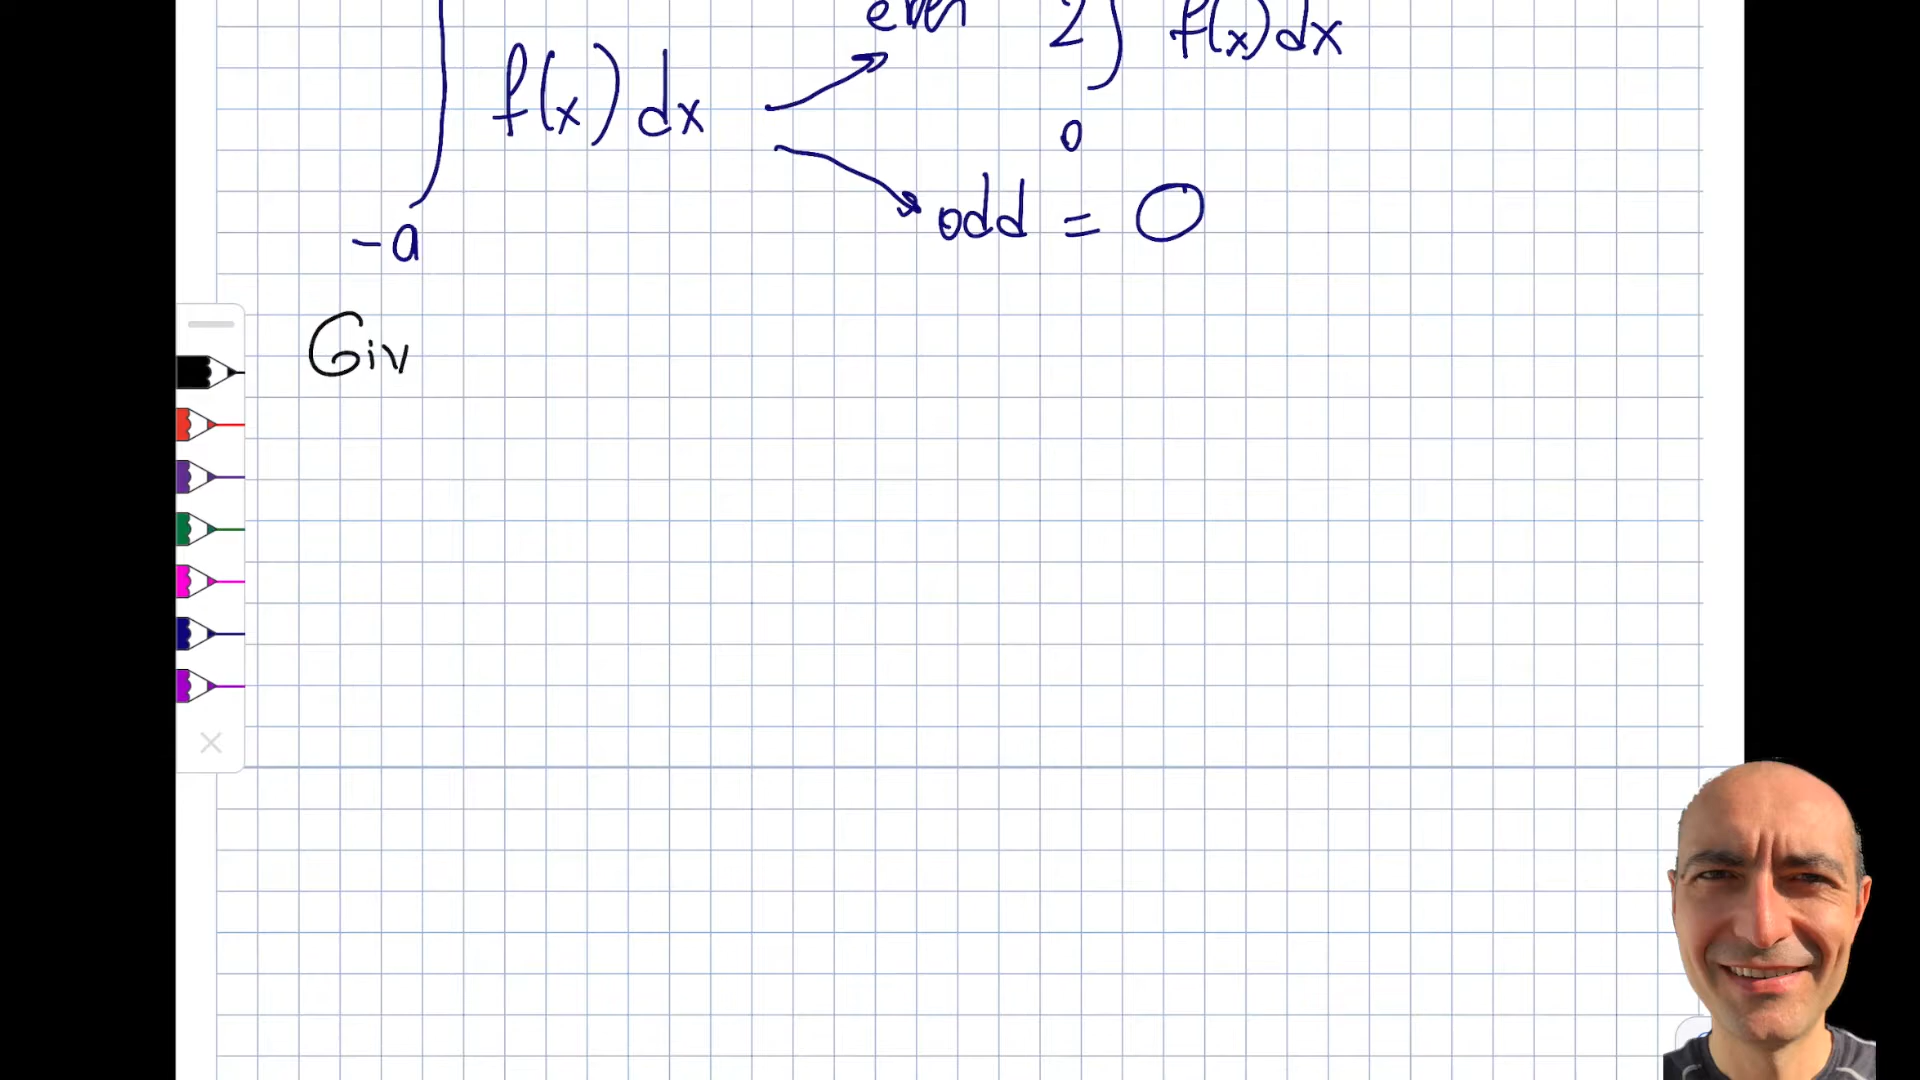 even 2∫ f(x)dx
∫ f(x)dx
0
odd = 0
-a
Giv